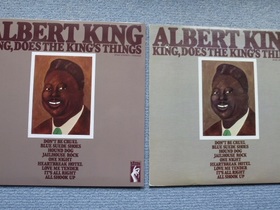 ALBERT KING
KING, DOES THE KING'S THINGS
DON'T BE CRUEL
BLUE SUEDE SHOES
HOUND DOG
JAILHOUSE ROCK
ONE NIGHT
HEARTBREAK HOTEL
LOVE ME TENDER
IT'S ALL RIGHT
ALL SHOOK UP
ALBERT KING
KING, DOES THE KING'S THINGS
DON'T BE CRUEL
BLUE SUEDE SHOES
HOUND DOG
JAILHOUSE ROCK
ONE NIGHT
HEARTBREAK HOTEL
LOVE ME TENDER
IT'S ALL RIGHT
ALL SHOOK UP